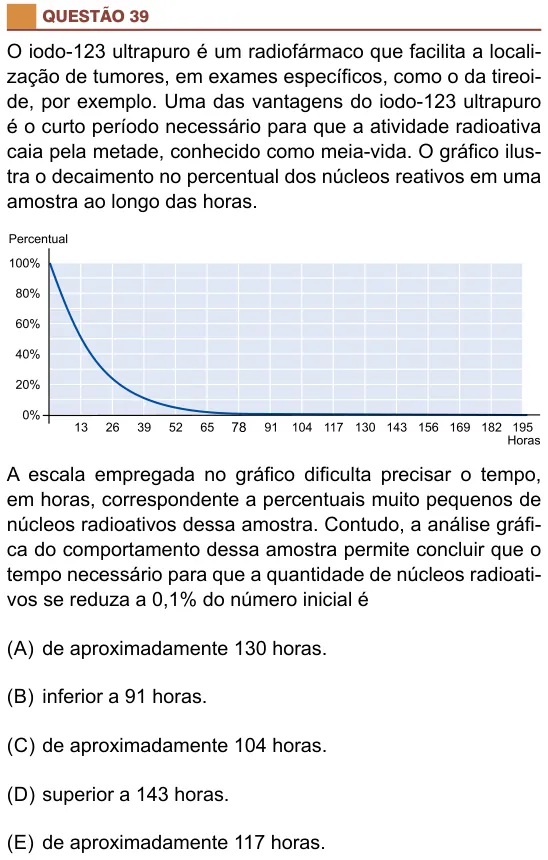 QUESTÃO 39
O iodo-123 ultrapuro é um radiofármaco que facilita a locali-
zação de tumores, em exames específicos, como o da tireoi-
de, por exemplo. Uma das vantagens do iodo-123 ultrapuro
é o curto período necessário para que a atividade radioativa
caia pela metade, conhecido como meia-vida. O gráfico ilus-
tra o decaimento no percentual dos núcleos reativos em uma
amostra ao longo das horas.
Percentual
100%
80%
60%
40%
20%
0%
13 26 39 52 65 78 91 104 117 130 143 156 169 182 195
Horas
A escala empregada no gráfico dificulta precisar o tempo,
em horas, correspondente a percentuais muito pequenos de
núcleos radioativos dessa amostra. Contudo, a análise gráfi-
ca do comportamento dessa amostra permite concluir que o
tempo necessário para que a quantidade de núcleos radioati-
vos se reduza a 0,1% do número inicial é
(A) de aproximadamente 130 horas.
(B) inferior a 91 horas.
(C) de aproximadamente 104 horas.
(D) superior a 143 horas.
(E) de aproximadamente 117 horas.